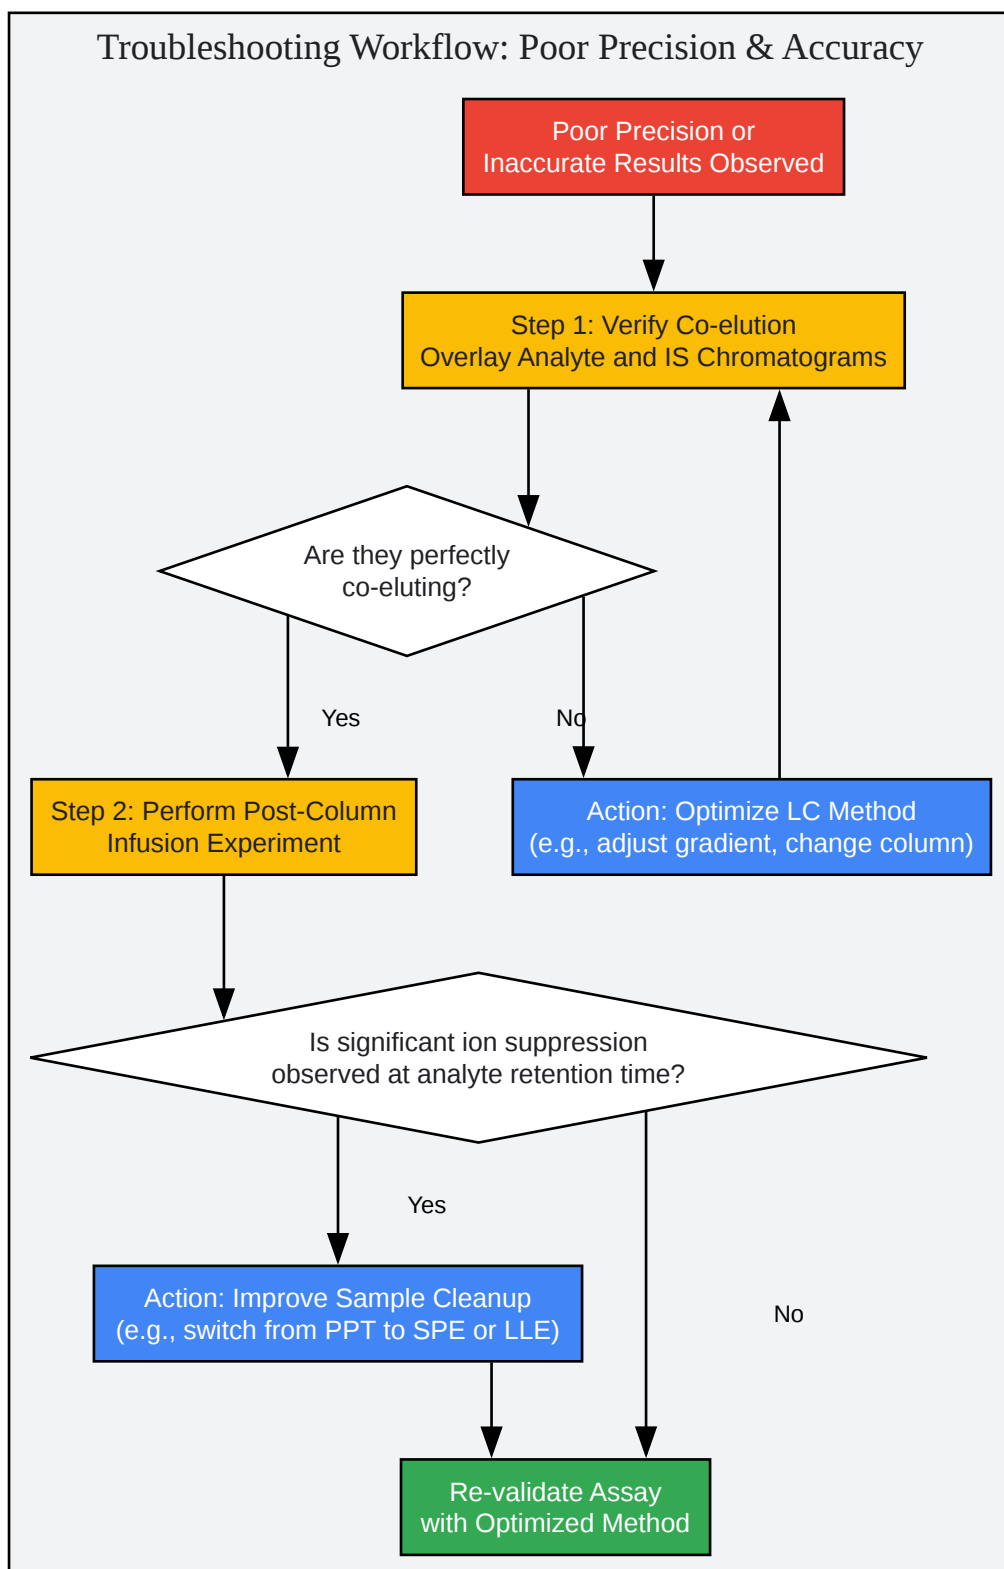 Troubleshooting Workflow: Poor Precision & Accuracy
Poor Precision or
Inaccurate Results Observed
Step 1: Verify Co-elution
Overlay Analyte and IS Chromatograms
Are they perfectly
co-eluting?
Yes
No
Step 2: Perform Post-Column
Infusion Experiment
Action: Optimize LC Method
(e.g., adjust gradient, change column)
Is significant ion suppression
observed at analyte retention time?
Yes
Action: Improve Sample Cleanup
(e.g., switch from PPT to SPE or LLE)
No
Re-validate Assay
with Optimized Method